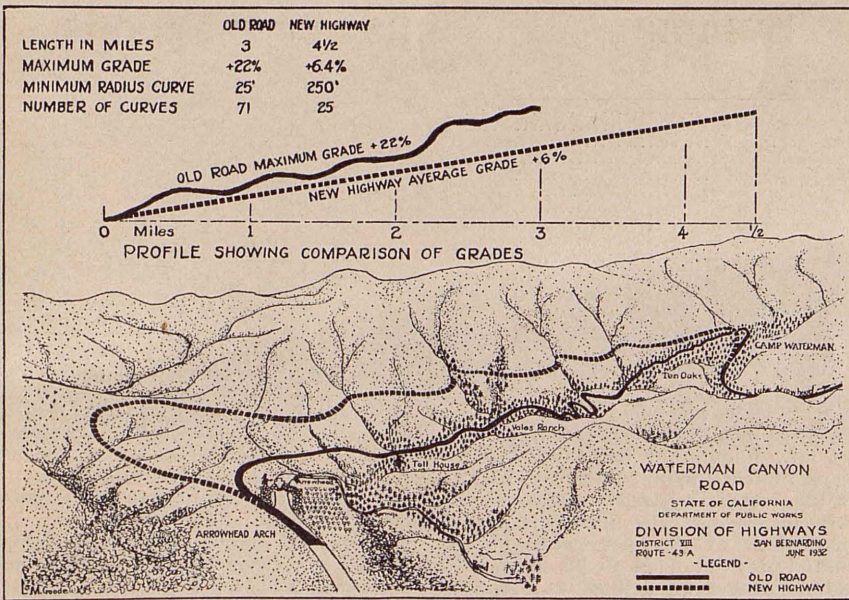 OLD ROAD NEW HIGHWAY
LENGTH IN MILES 3 4½
MAXIMUM GRADE +22% +6.4%
MINIMUM RADIUS CURVE 25' 250'
NUMBER OF CURVES 71 25
OLD ROAD MAXIMUM GRADE +22%
NEW HIGHWAY AVERAGE GRADE +6%
0 Miles 1 2 3 4 ½
PROFILE SHOWING COMPARISON OF GRADES
CAMP WATERMAN
Ten Oaks
Lake Arrowhead
Vales Ranch
Toll House
ARROWHEAD ARCH
WATERMAN CANYON
ROAD
STATE OF CALIFORNIA
DEPARTMENT OF PUBLIC WORKS
DIVISION OF HIGHWAYS
DISTRICT VIII SAN BERNARDINO
ROUTE - 43 A JUNE 1932
- LEGEND -
OLD ROAD
NEW HIGHWAY